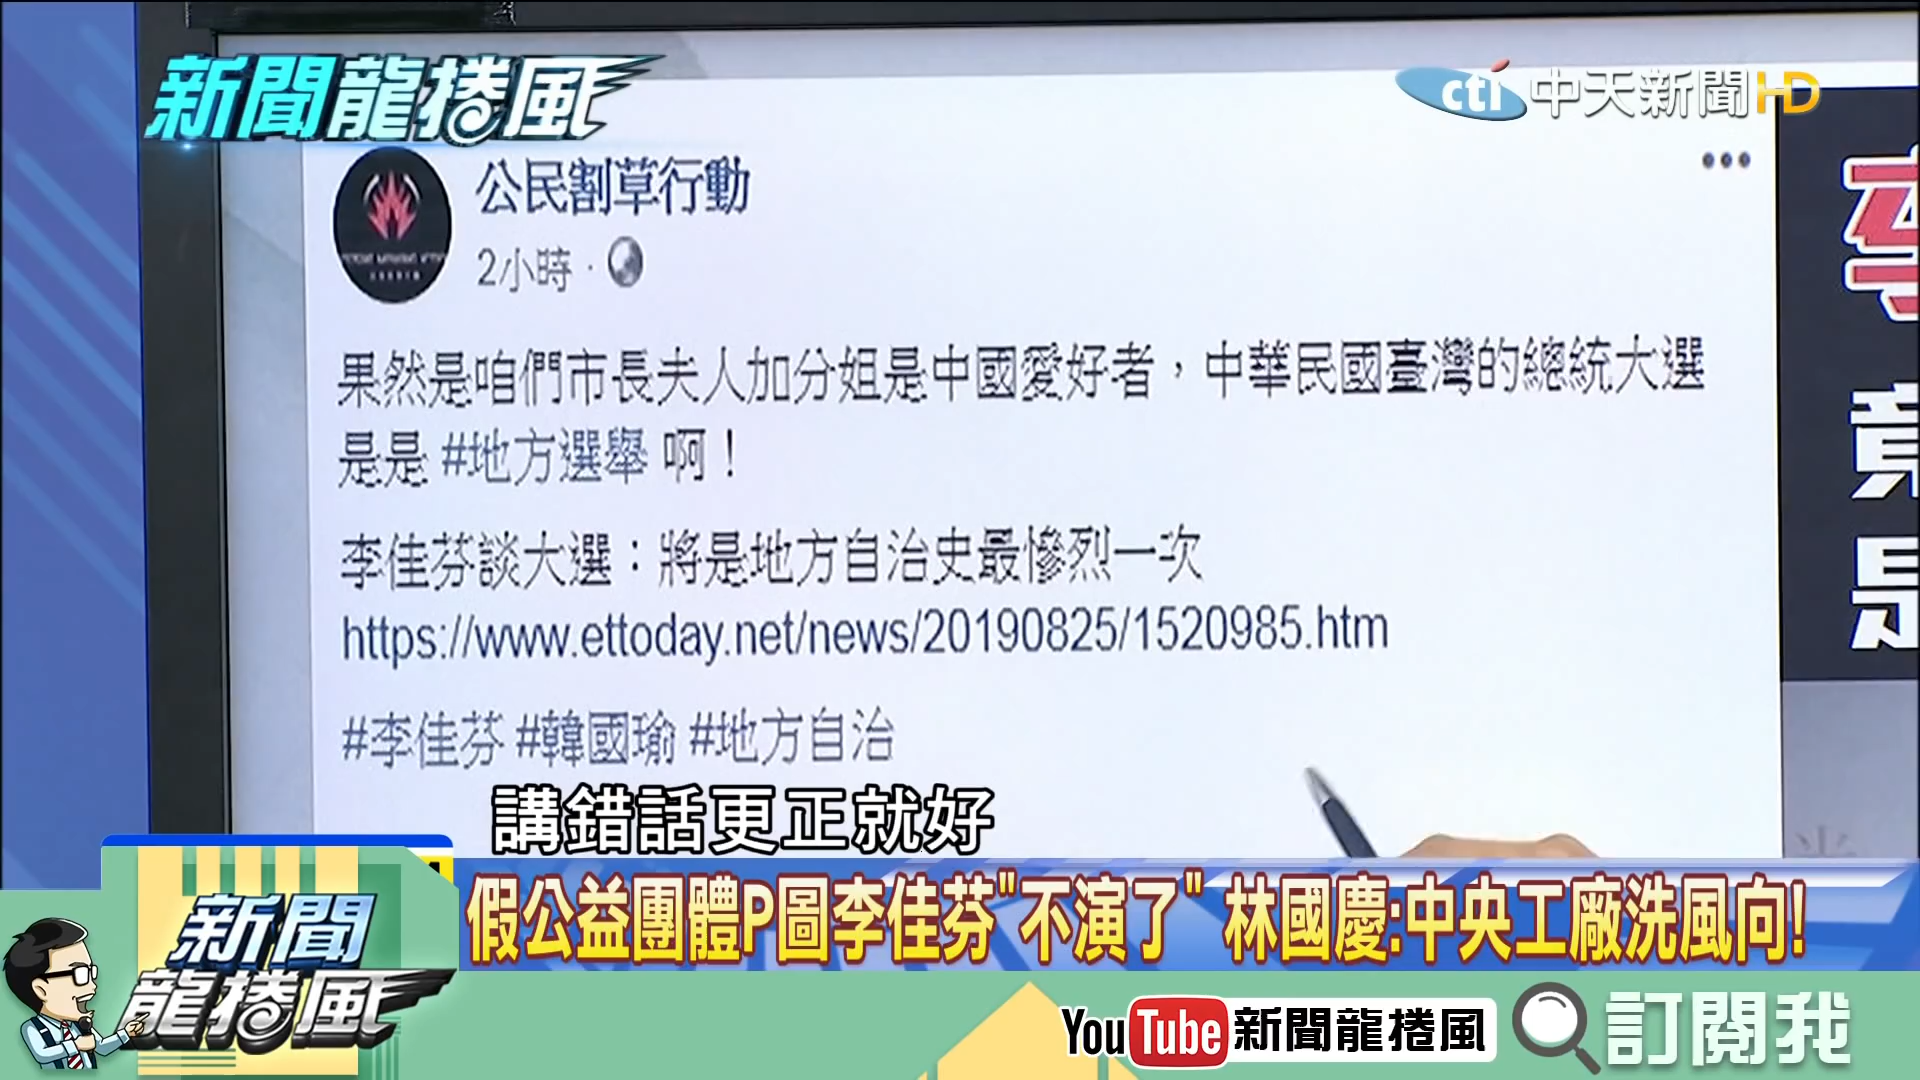 新聞龍捲風
cti 中天新聞HD
公民割草行動
2小時 ·
果然是咱們市長夫人加分姐是中國愛好者，中華民國臺灣的總統大選
是是 #地方選舉 啊！
李佳芬談大選：將是地方自治史最慘烈一次
https://www.ettoday.net/news/20190825/1520985.htm
#李佳芬 #韓國瑜 #地方自治
講錯話更正就好
假公益團體P圖李佳芬"不演了" 林國慶:中央工廠洗風向!
新聞
龍捲風
YouTube 新聞龍捲風
訂閱我